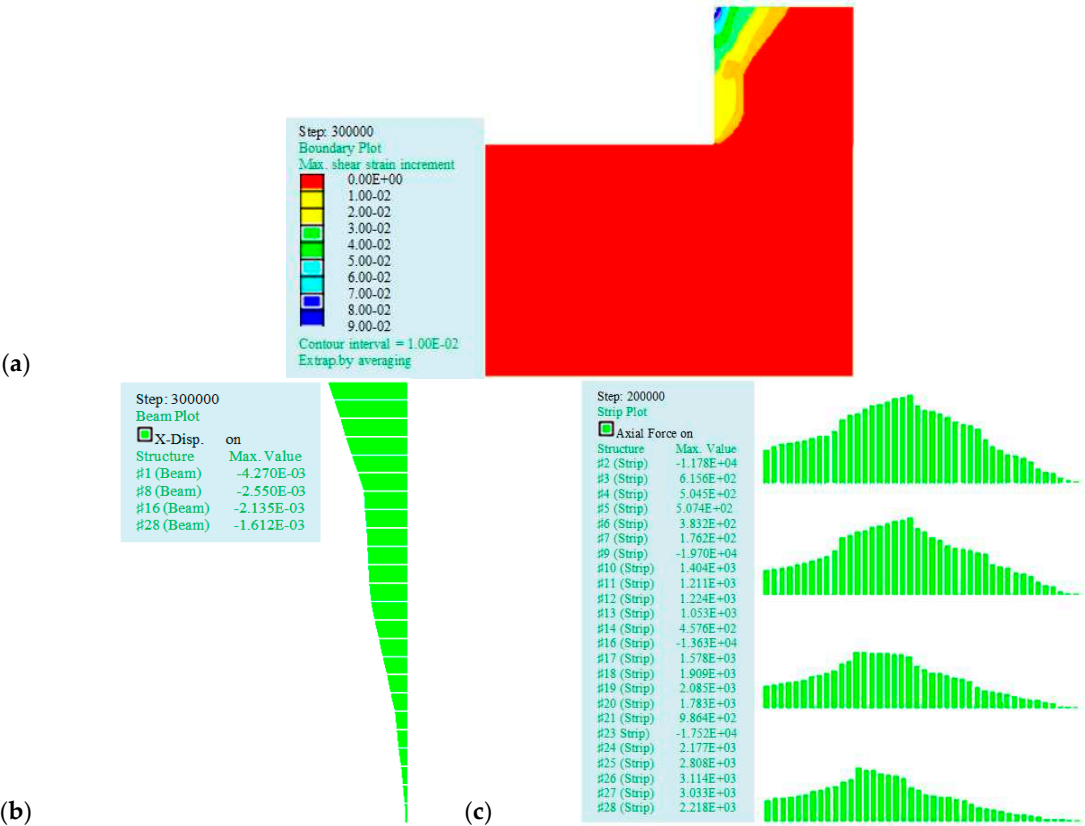 Step: 300000
Boundary Plot
Max. shear strain increment
0.00E+00
1.00-02
2.00-02
3.00-02
4.00-02
5.00-02
6.00-02
7.00-02
8.00-02
9.00-02
Contour interval = 1.00E-02
Extrap.by averaging
(a)
Step: 300000
Beam Plot
X-Disp. on
Structure Max. Value
♯1 (Beam) -4.270E-03
♯8 (Beam) -2.550E-03
♯16 (Beam) -2.135E-03
♯28 (Beam) -1.612E-03
(b)
Step: 200000
Strip Plot
Axial Force on
Structure Max. Value
♯2 (Strip) -1.178E+04
♯3 (Strip) 6.156E+02
♯4 (Strip) 5.045E+02
♯5 (Strip) 5.074E+02
♯6 (Strip) 3.832E+02
♯7 (Strip) 1.762E+02
♯9 (Strip) -1.970E+04
♯10 (Strip) 1.404E+03
♯11 (Strip) 1.211E+03
♯12 (Strip) 1.224E+03
♯13 (Strip) 1.053E+03
♯14 (Strip) 4.576E+02
♯16 (Strip) -1.363E+04
♯17 (Strip) 1.578E+03
♯18 (Strip) 1.909E+03
♯19 (Strip) 2.085E+03
♯20 (Strip) 1.783E+03
♯21 (Strip) 9.864E+02
♯23 Strip) -1.752E+04
♯24 (Strip) 2.177E+03
♯25 (Strip) 2.808E+03
♯26 (Strip) 3.114E+03
♯27 (Strip) 3.033E+03
♯28 (Strip) 2.218E+03
(c)